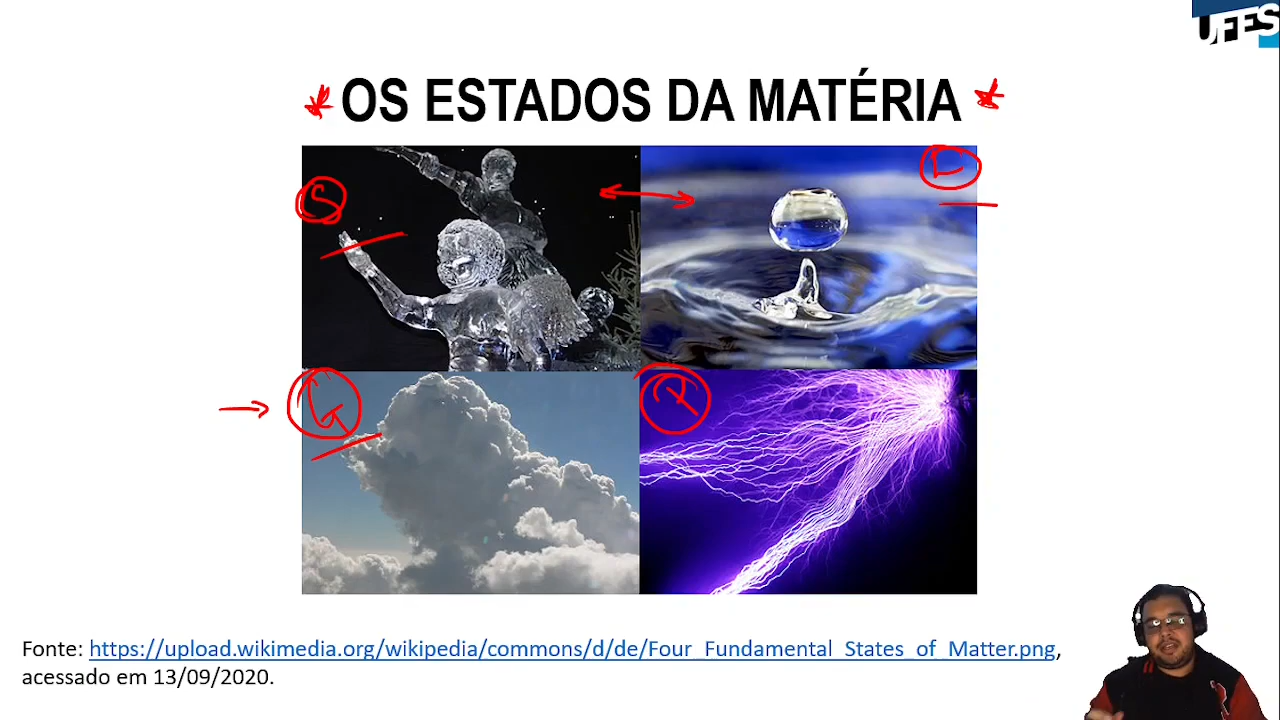 UFES
OS ESTADOS DA MATÉRIA
S
L
G
P
Fonte: https://upload.wikimedia.org/wikipedia/commons/d/de/Four_Fundamental_States_of_Matter.png,
acessado em 13/09/2020.